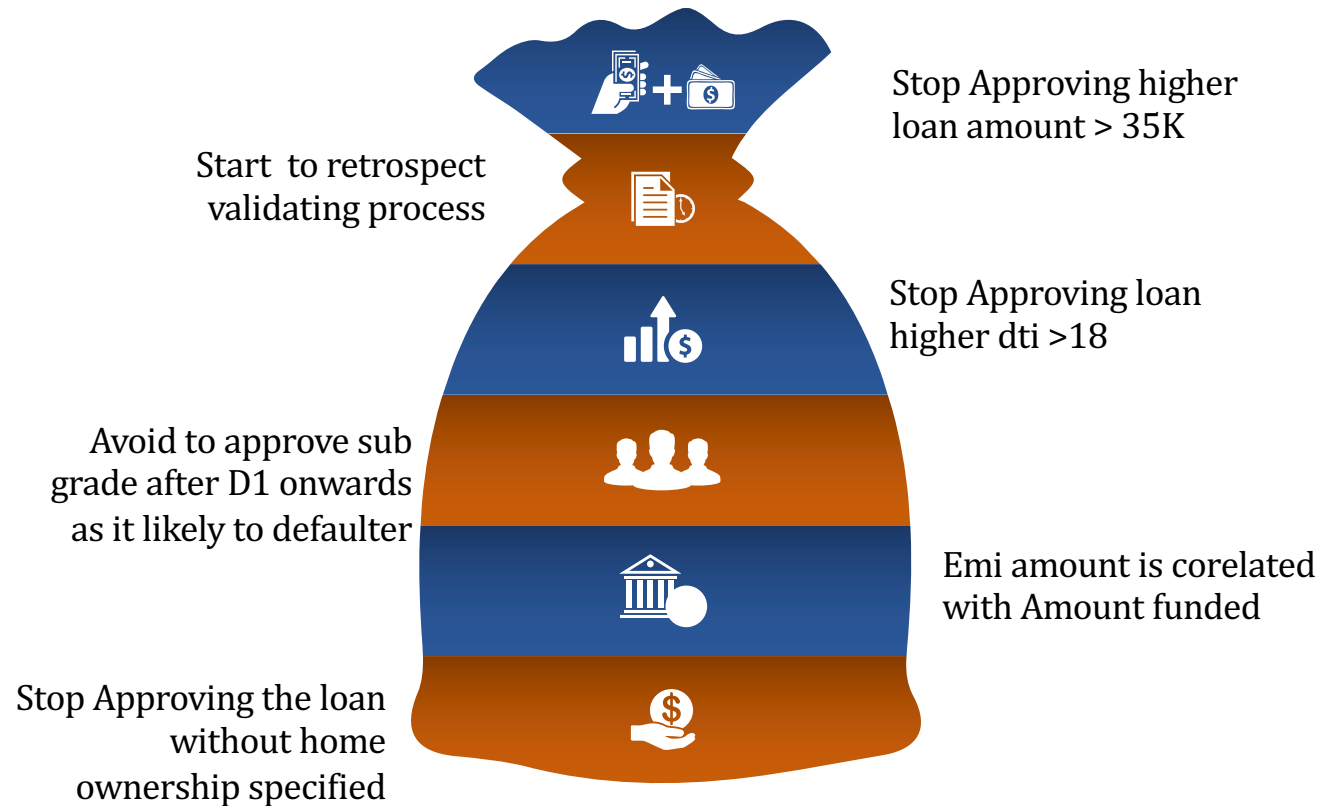 Stop Approving higher
loan amount > 35K
Start to retrospect
validating process
Stop Approving loan
higher dti >18
Avoid to approve sub
grade after D1 onwards
as it likely to defaulter
Emi amount is corelated
with Amount funded
Stop Approving the loan
without home
ownership specified